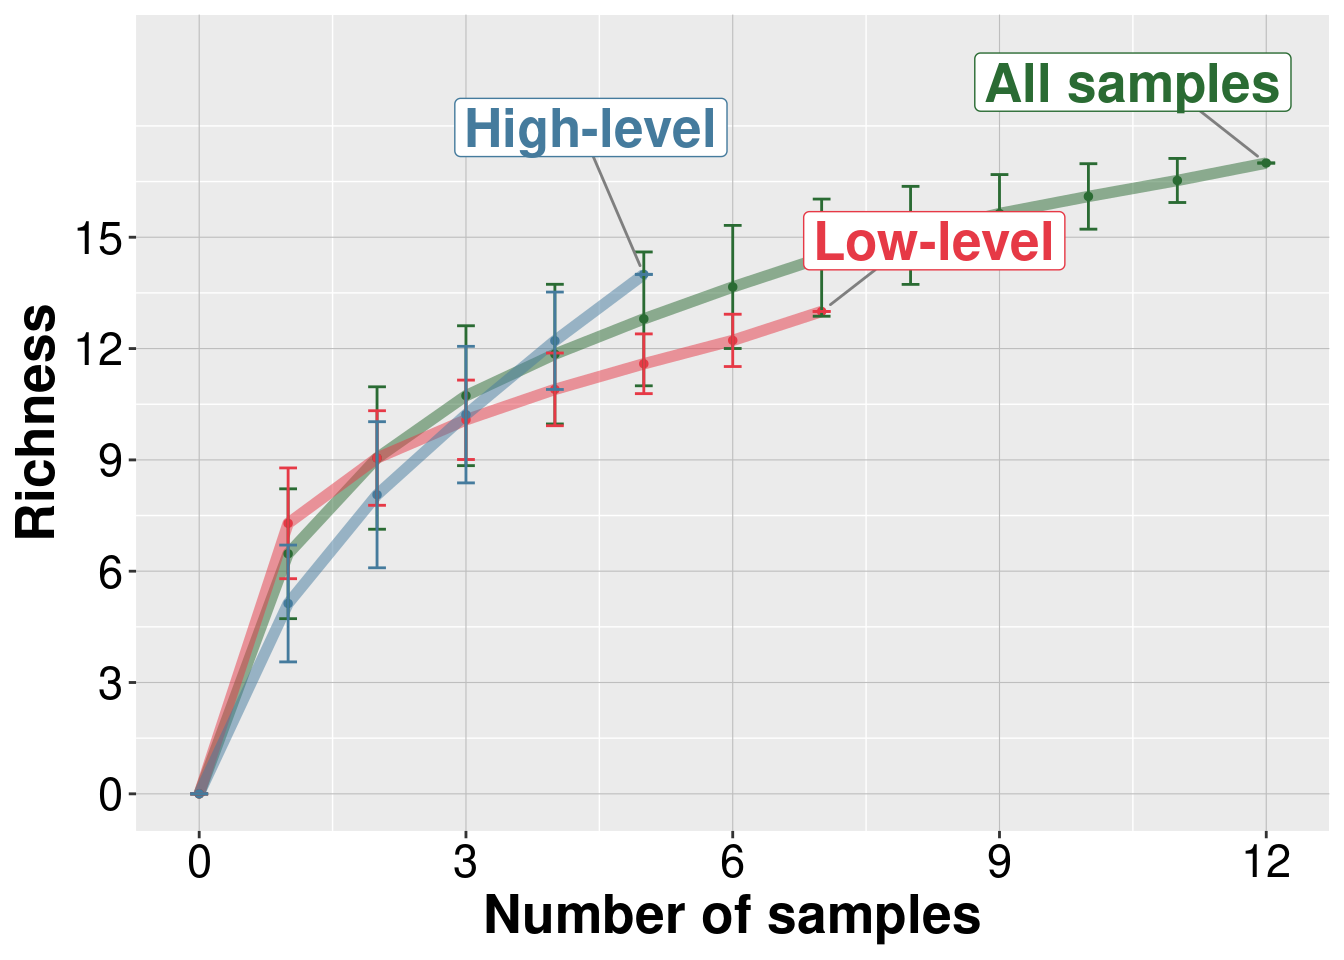 All samples
High-level
Low-level
15
12
9
6
3
0
0 3 6 9 12
Richness
Number of samples